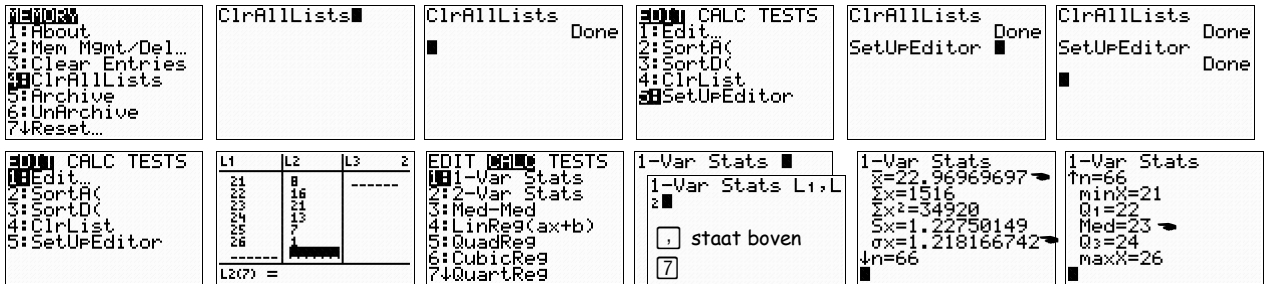 MEMORY
1:About
2:Mem Mgmt/Del…
3:Clear Entries
4:ClrAllLists
5:Archive
6:UnArchive
7↓Reset…
ClrAllLists
ClrAllLists
Done
EDIT CALC TESTS
1:Edit…
2:SortA(
3:SortD(
4:ClrList
5:SetUpEditor
ClrAllLists
Done
SetUpEditor
ClrAllLists
Done
SetUpEditor
Done
EDIT CALC TESTS
1:Edit…
2:SortA(
3:SortD(
4:ClrList
5:SetUpEditor
L1 L2 L3 2
21 8 ------
22 16
23 21
24 13
25 7
26 1
------
L2(7) =
EDIT CALC TESTS
1:1-Var Stats
2:2-Var Stats
3:Med-Med
4:LinReg(ax+b)
5:QuadReg
6:CubicReg
7↓QuartReg
1-Var Stats
1-Var Stats L₁,L
₂
, staat boven
7
1-Var Stats
x̄=22.96969697
Σx=1516
Σx²=34920
Sx=1.22750149
σx=1.218166742
↓n=66
1-Var Stats
↑n=66
minX=21
Q₁=22
Med=23
Q₃=24
maxX=26